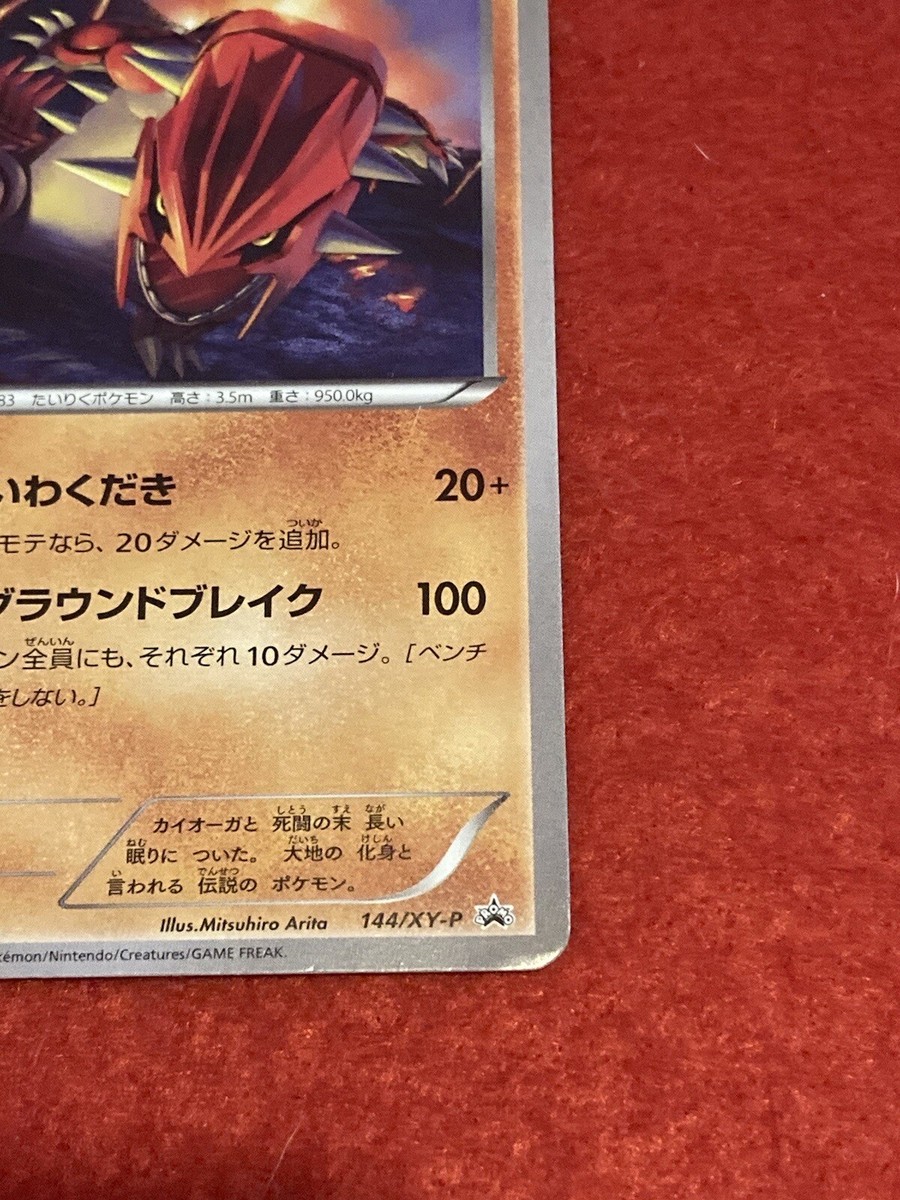 83 たいりくポケモン 高さ：3.5m 重さ：950.0kg
いわくだき 20+
モテなら、20ダメージを追加。
グラウンドブレイク 100
ン全員にも、それぞれ10ダメージ。[ベンチ
をしない。]
カイオーガと 死闘の末 長い
眠りに ついた。 大地の 化身と
言われる 伝説の ポケモン。
Illus.Mitsuhiro Arita 144/XY-P PROMO
kémon/Nintendo/Creatures/GAME FREAK.